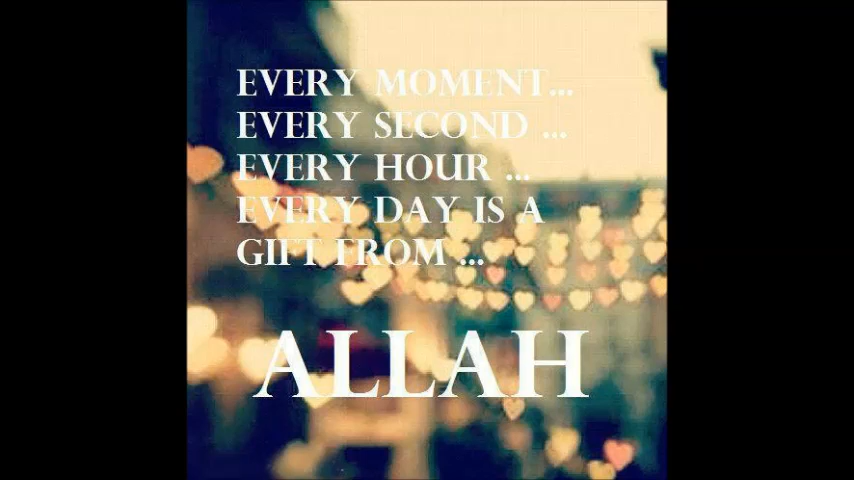 EVERY MOMENT...
EVERY SECOND ...
EVERY HOUR ...
EVERY DAY IS A
GIFT FROM ...
ALLAH